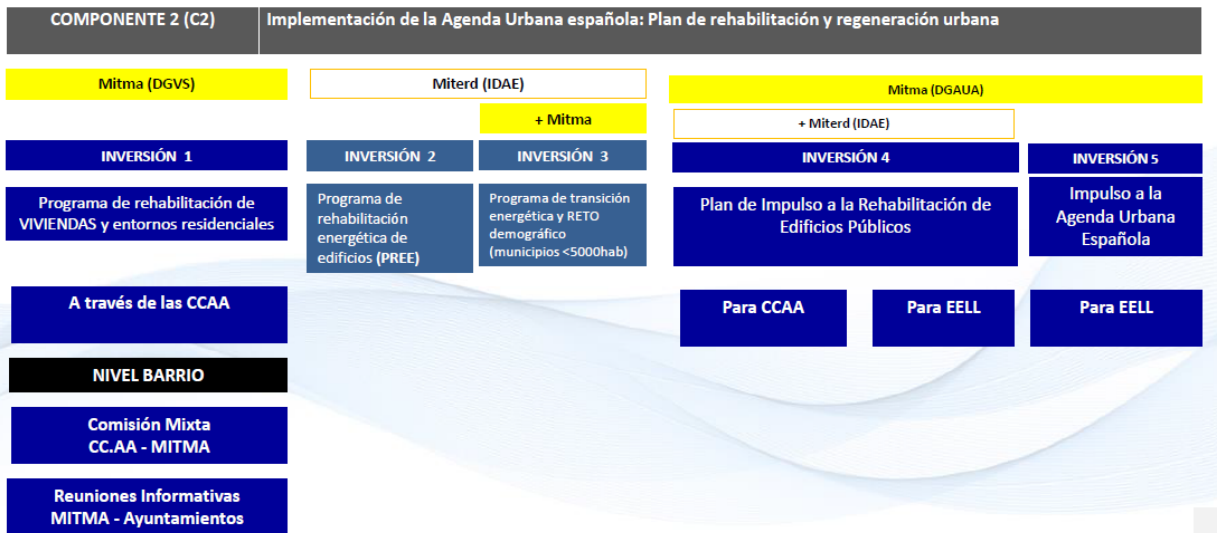 COMPONENTE 2 (C2)
Implementación de la Agenda Urbana española: Plan de rehabilitación y regeneración urbana
Mitma (DGVS)
Miterd (IDAE)
Mitma (DGAUA)
+ Mitma
+ Miterd (IDAE)
INVERSIÓN 1
INVERSIÓN 2
INVERSIÓN 3
INVERSIÓN 4
INVERSIÓN 5
Programa de rehabilitación de
VIVIENDAS y entornos residenciales
Programa de
rehabilitación
energética de
edificios (PREE)
Programa de transición
energética y RETO
demográfico
(municipios <5000hab)
Plan de Impulso a la Rehabilitación de
Edificios Públicos
Impulso a la
Agenda Urbana
Española
A través de las CCAA
Para CCAA
Para EELL
Para EELL
NIVEL BARRIO
Comisión Mixta
CC.AA - MITMA
Reuniones Informativas
MITMA - Ayuntamientos